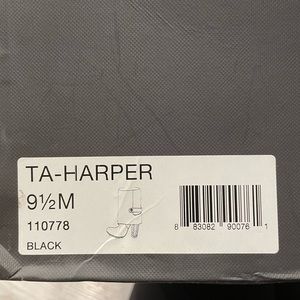 TA-HARPER
9½M
110778
BLACK
8 83082 90076 1